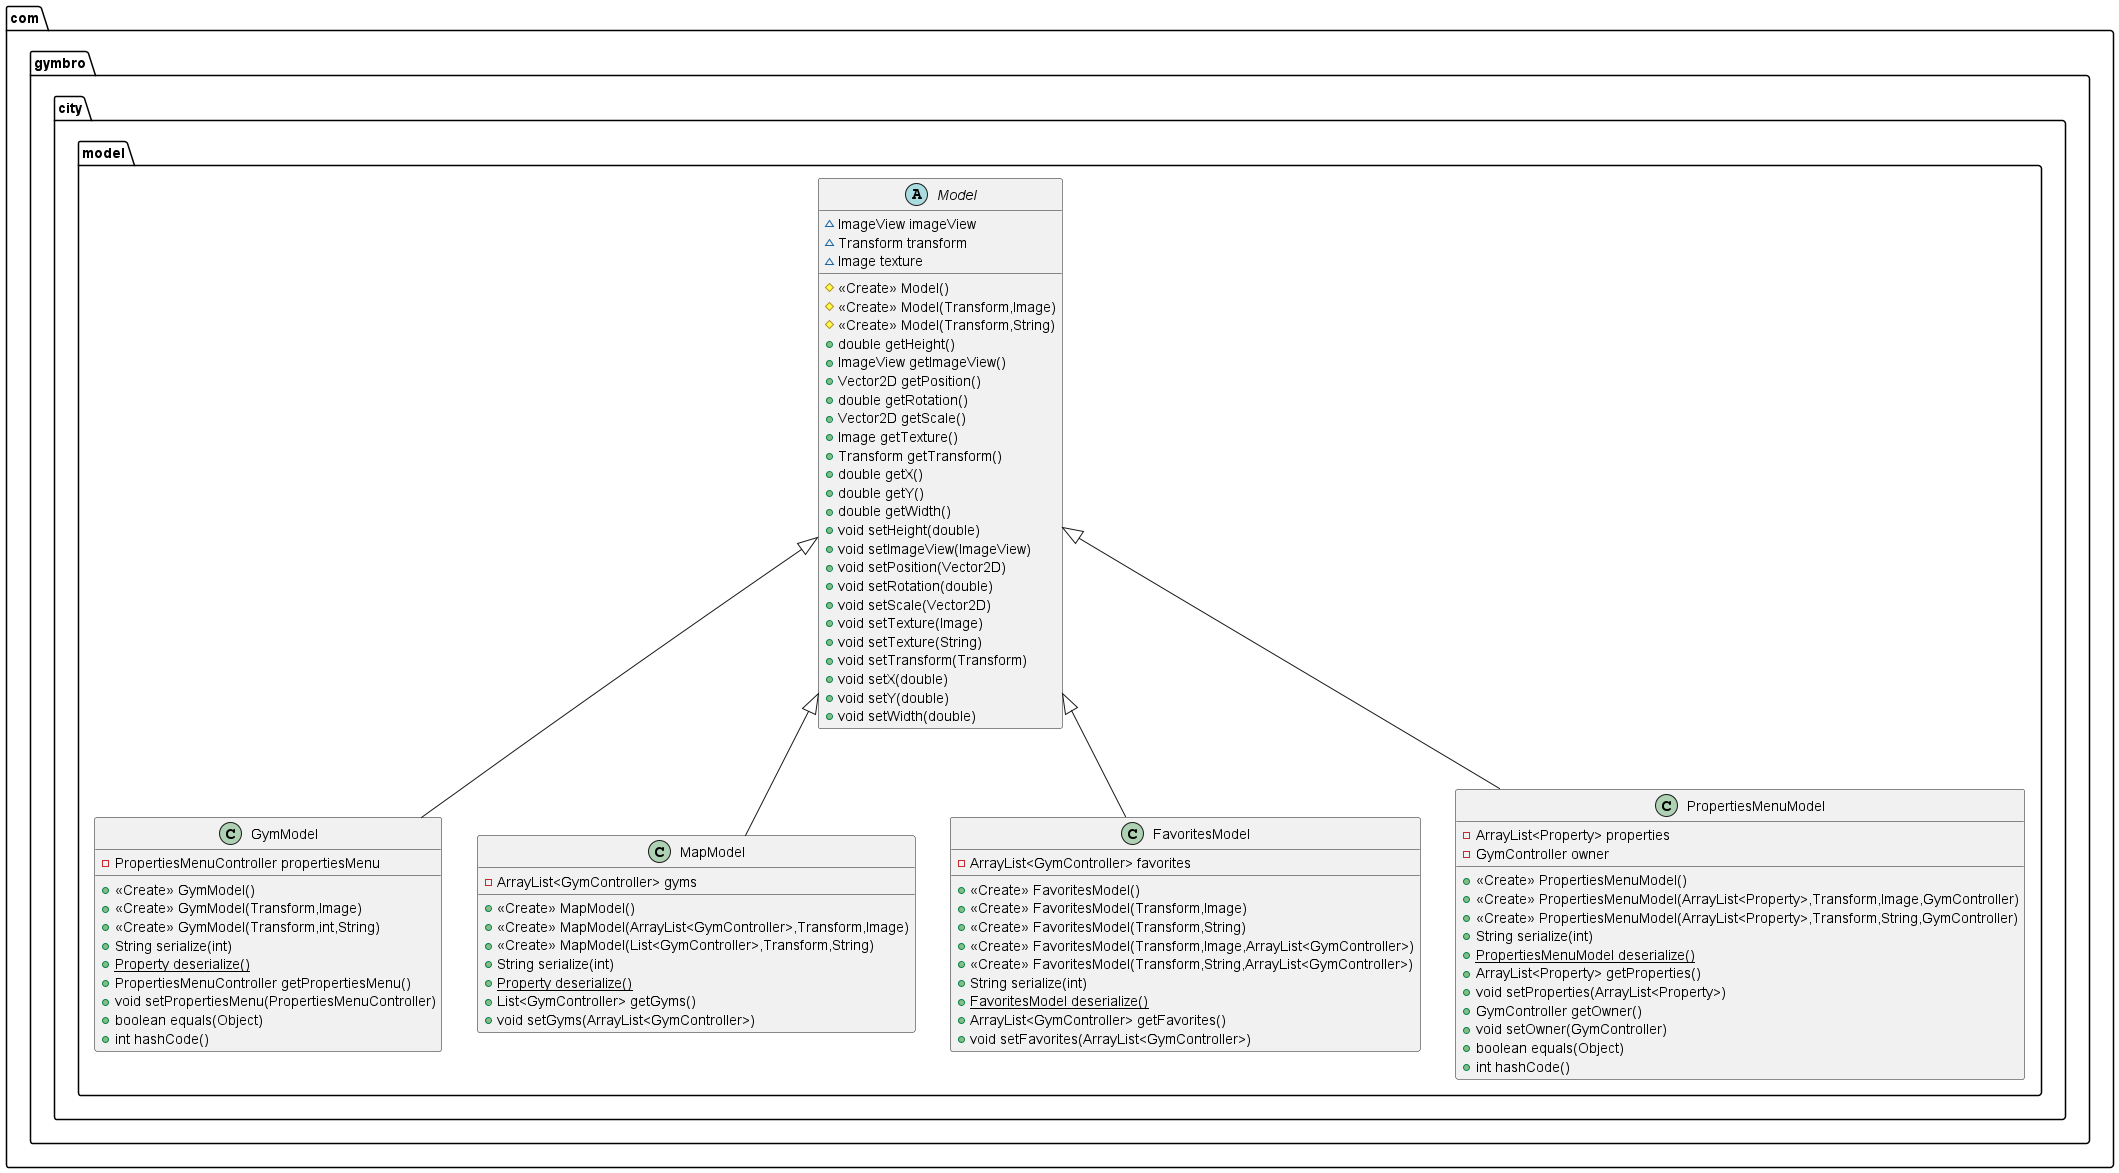 com
gymbro
city
model
A Model
ImageView imageView
Transform transform
Image texture
«Create» Model()
«Create» Model(Transform,Image)
«Create» Model(Transform,String)
double getHeight()
ImageView getImageView()
Vector2D getPosition()
double getRotation()
Vector2D getScale()
Image getTexture()
Transform getTransform()
double getX()
double getY()
double getWidth()
void setHeight(double)
void setImageView(ImageView)
void setPosition(Vector2D)
void setRotation(double)
void setScale(Vector2D)
void setTexture(Image)
void setTexture(String)
void setTransform(Transform)
void setX(double)
void setY(double)
void setWidth(double)
C GymModel
PropertiesMenuController propertiesMenu
«Create» GymModel()
«Create» GymModel(Transform,Image)
«Create» GymModel(Transform,int,String)
String serialize(int)
Property deserialize()
PropertiesMenuController getPropertiesMenu()
void setPropertiesMenu(PropertiesMenuController)
boolean equals(Object)
int hashCode()
C MapModel
ArrayList<GymController> gyms
«Create» MapModel()
«Create» MapModel(ArrayList<GymController>,Transform,Image)
«Create» MapModel(List<GymController>,Transform,String)
String serialize(int)
Property deserialize()
List<GymController> getGyms()
void setGyms(ArrayList<GymController>)
C FavoritesModel
ArrayList<GymController> favorites
«Create» FavoritesModel()
«Create» FavoritesModel(Transform,Image)
«Create» FavoritesModel(Transform,String)
«Create» FavoritesModel(Transform,Image,ArrayList<GymController>)
«Create» FavoritesModel(Transform,String,ArrayList<GymController>)
String serialize(int)
FavoritesModel deserialize()
ArrayList<GymController> getFavorites()
void setFavorites(ArrayList<GymController>)
C PropertiesMenuModel
ArrayList<Property> properties
GymController owner
«Create» PropertiesMenuModel()
«Create» PropertiesMenuModel(ArrayList<Property>,Transform,Image,GymController)
«Create» PropertiesMenuModel(ArrayList<Property>,Transform,String,GymController)
String serialize(int)
PropertiesMenuModel deserialize()
ArrayList<Property> getProperties()
void setProperties(ArrayList<Property>)
GymController getOwner()
void setOwner(GymController)
boolean equals(Object)
int hashCode()